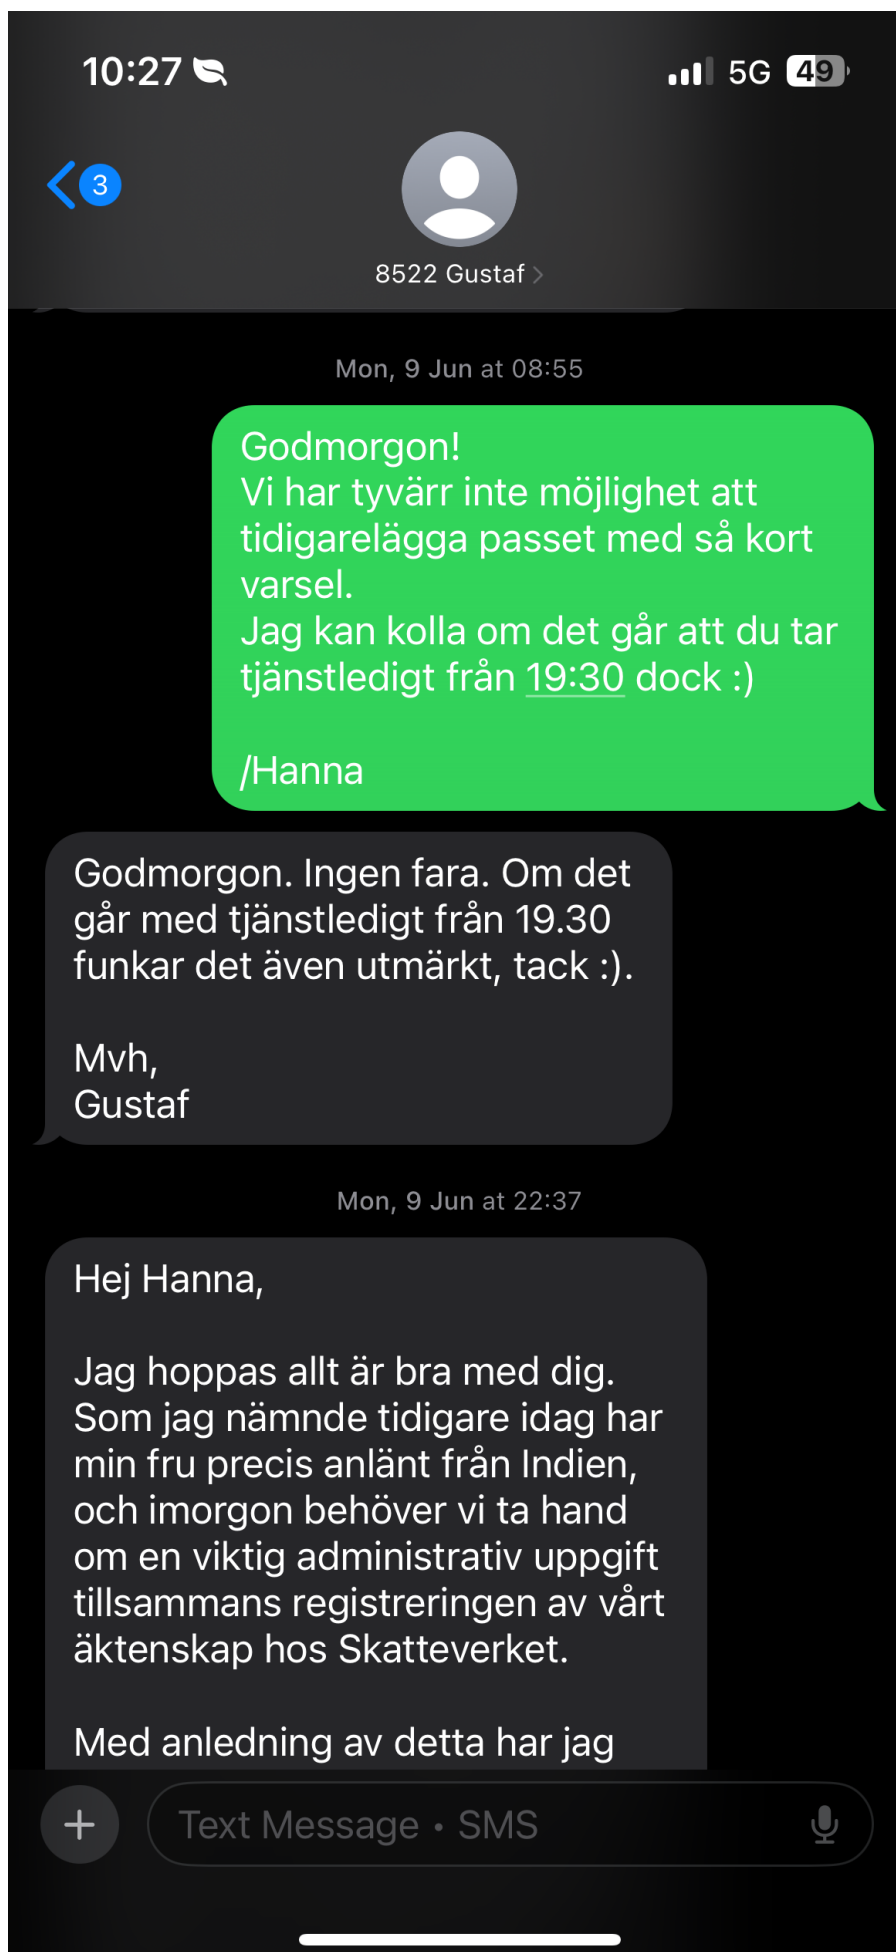 10:27
5G 49
3
8522 Gustaf
Mon, 9 Jun at 08:55
Godmorgon!
Vi har tyvärr inte möjlighet att
tidigarelägga passet med så kort
varsel.
Jag kan kolla om det går att du tar
tjänstledigt från 19:30 dock :)
/Hanna
Godmorgon. Ingen fara. Om det
går med tjänstledigt från 19.30
funkar det även utmärkt, tack :).
Mvh,
Gustaf
Mon, 9 Jun at 22:37
Hej Hanna,
Jag hoppas allt är bra med dig.
Som jag nämnde tidigare idag har
min fru precis anlänt från Indien,
och imorgon behöver vi ta hand
om en viktig administrativ uppgift
tillsammans registreringen av vårt
äktenskap hos Skatteverket.
Med anledning av detta har jag
Text Message • SMS